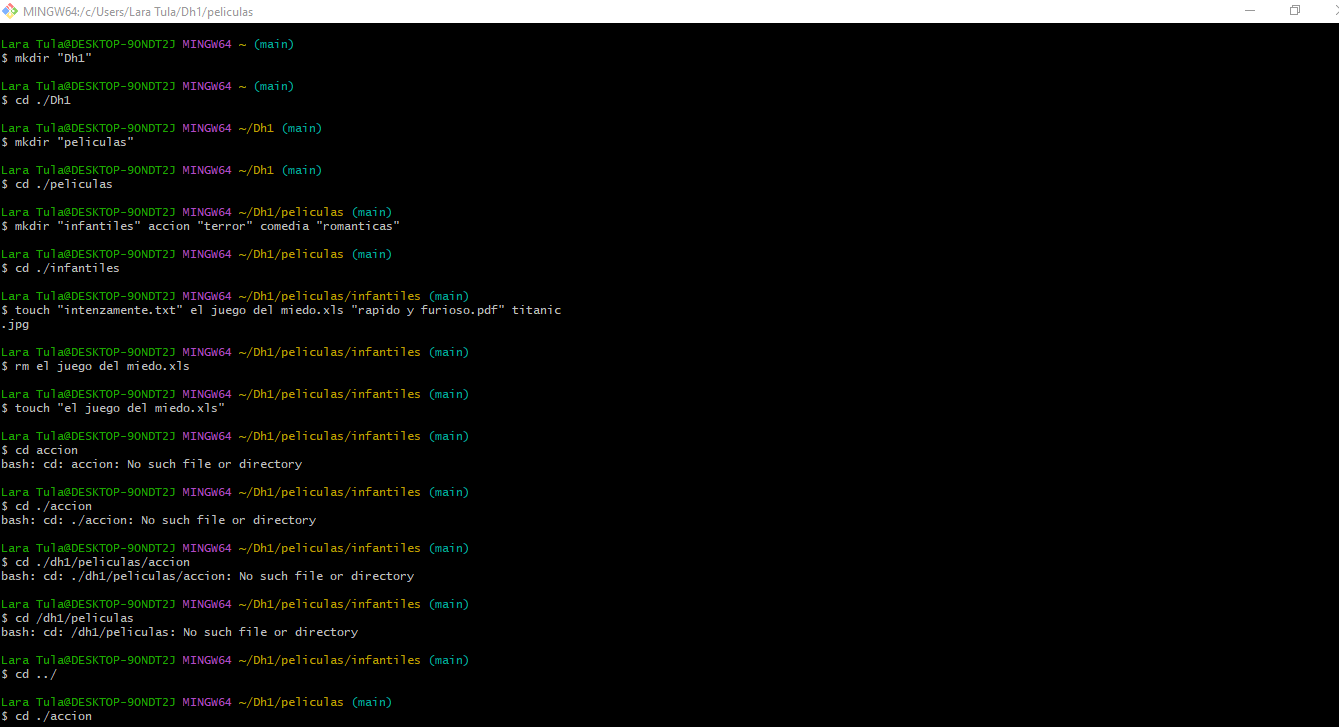 MINGW64:/c/Users/Lara Tula/Dh1/peliculas
Lara Tula@DESKTOP-9ONDT2J MINGW64 ~ (main)
$ mkdir "Dh1"
Lara Tula@DESKTOP-9ONDT2J MINGW64 ~ (main)
$ cd ./Dh1
Lara Tula@DESKTOP-9ONDT2J MINGW64 ~/Dh1 (main)
$ mkdir "peliculas"
Lara Tula@DESKTOP-9ONDT2J MINGW64 ~/Dh1 (main)
$ cd ./peliculas
Lara Tula@DESKTOP-9ONDT2J MINGW64 ~/Dh1/peliculas (main)
$ mkdir "infantiles" accion "terror" comedia "romanticas"
Lara Tula@DESKTOP-9ONDT2J MINGW64 ~/Dh1/peliculas (main)
$ cd ./infantiles
Lara Tula@DESKTOP-9ONDT2J MINGW64 ~/Dh1/peliculas/infantiles (main)
$ touch "intenzamente.txt" el juego del miedo.xls "rapido y furioso.pdf" titanic
.jpg
Lara Tula@DESKTOP-9ONDT2J MINGW64 ~/Dh1/peliculas/infantiles (main)
$ rm el juego del miedo.xls
Lara Tula@DESKTOP-9ONDT2J MINGW64 ~/Dh1/peliculas/infantiles (main)
$ touch "el juego del miedo.xls"
Lara Tula@DESKTOP-9ONDT2J MINGW64 ~/Dh1/peliculas/infantiles (main)
$ cd accion
bash: cd: accion: No such file or directory
Lara Tula@DESKTOP-9ONDT2J MINGW64 ~/Dh1/peliculas/infantiles (main)
$ cd ./accion
bash: cd: ./accion: No such file or directory
Lara Tula@DESKTOP-9ONDT2J MINGW64 ~/Dh1/peliculas/infantiles (main)
$ cd ./dh1/peliculas/accion
bash: cd: ./dh1/peliculas/accion: No such file or directory
Lara Tula@DESKTOP-9ONDT2J MINGW64 ~/Dh1/peliculas/infantiles (main)
$ cd /dh1/peliculas
bash: cd: /dh1/peliculas: No such file or directory
Lara Tula@DESKTOP-9ONDT2J MINGW64 ~/Dh1/peliculas/infantiles (main)
$ cd ../
Lara Tula@DESKTOP-9ONDT2J MINGW64 ~/Dh1/peliculas (main)
$ cd ./accion